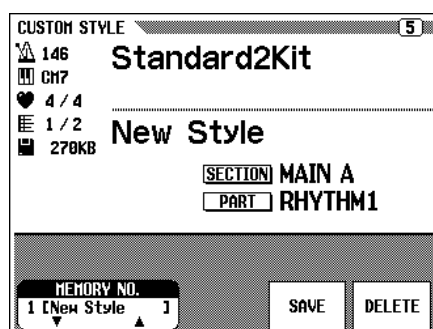 CUSTOM STYLE 5
146 Standard2Kit
CM7
4/4
1/2 New Style
270KB
SECTION MAIN A
PART RHYTHM1
MEMORY NO.
1 [New Style ]
SAVE DELETE